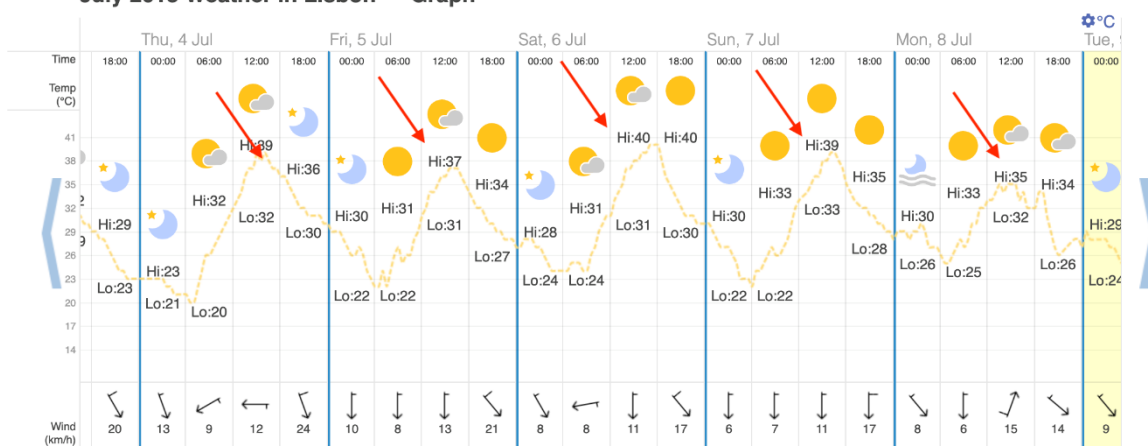 July 2013 Weather in Lisbon — Graph
°C
Thu, 4 Jul Fri, 5 Jul Sat, 6 Jul Sun, 7 Jul Mon, 8 Jul Tue,
Time 18:00 00:00 06:00 12:00 18:00 00:00 06:00 12:00 18:00 00:00 06:00 12:00 18:00 00:00 06:00 12:00 18:00 00:00 06:00 12:00 18:00 00:00
Temp
(°C)
41
38
35
32
29
26
23
20
17
14
Hi:29 Hi:23 Hi:32 Hi:39 Hi:36 Hi:30 Hi:31 Hi:37 Hi:34 Hi:28 Hi:31 Hi:40 Hi:40 Hi:30 Hi:33 Hi:39 Hi:35 Hi:30 Hi:33 Hi:35 Hi:34 Hi:29
Lo:23 Lo:21 Lo:20 Lo:32 Lo:30 Lo:22 Lo:22 Lo:31 Lo:27 Lo:24 Lo:24 Lo:31 Lo:30 Lo:22 Lo:22 Lo:33 Lo:28 Lo:26 Lo:25 Lo:32 Lo:26 Lo:24
Wind
(km/h)
20 13 9 12 24 10 8 13 21 8 8 11 17 6 7 11 17 8 6 15 14 9